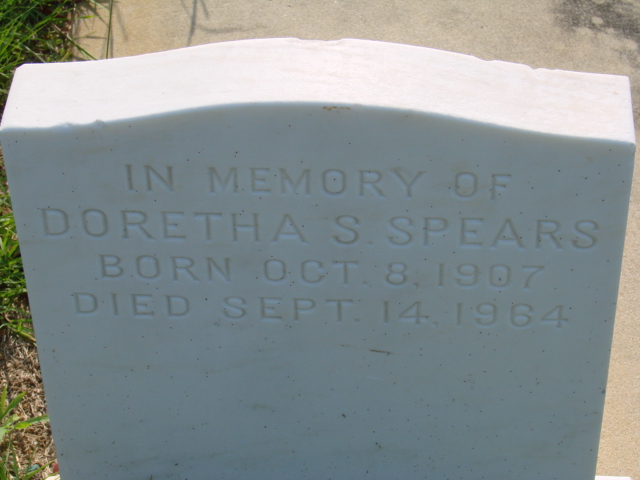 IN MEMORY OF
DORETHA S. SPEARS
BORN OCT. 8, 1907
DIED SEPT. 14, 1964